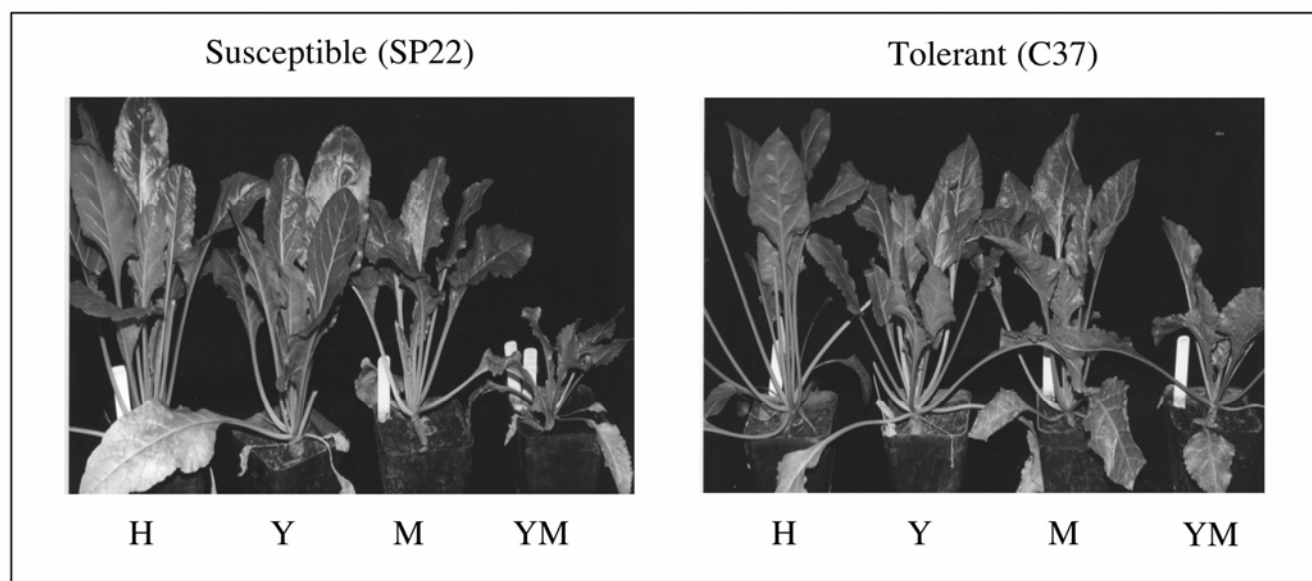 Susceptible (SP22)
Tolerant (C37)
H Y M YM
H Y M YM